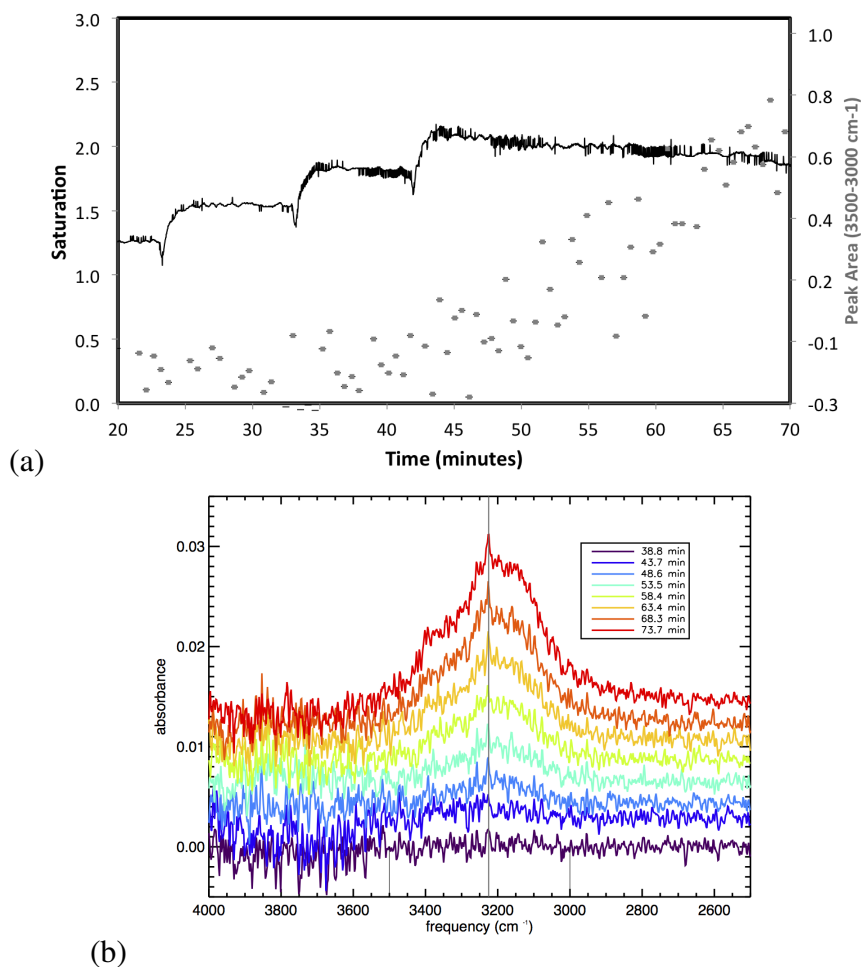 3.0
2.5
2.0
1.5
1.0
0.5
0.0
Saturation
1.0
0.8
0.6
0.4
0.2
-0.1
-0.3
Peak Area (3500-3000 cm-1)
20 25 30 35 40 45 50 55 60 65 70
Time (minutes)
(a)
0.03
0.02
0.01
0.00
absorbance
38.8 min
43.7 min
48.6 min
53.5 min
58.4 min
63.4 min
68.3 min
73.7 min
4000 3800 3600 3400 3200 3000 2800 2600
frequency (cm⁻¹)
(b)